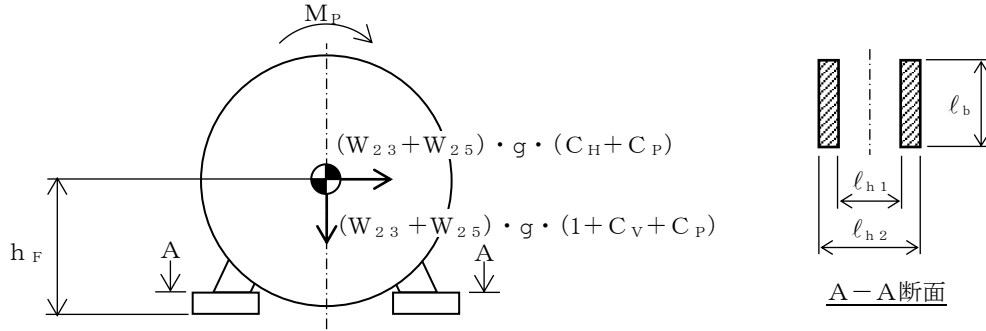 M_P
(W_23+W_25)・g・(C_H+C_P)
(W_23+W_25)・g・(1+C_V+C_P)
h_F
A
A
ℓ_b
ℓ_h1
ℓ_h2
A－A断面